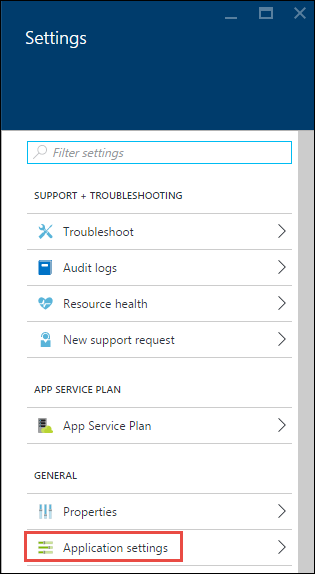 Settings
Filter settings
SUPPORT + TROUBLESHOOTING
Troubleshoot
Audit logs
Resource health
New support request
APP SERVICE PLAN
App Service Plan
GENERAL
Properties
Application settings